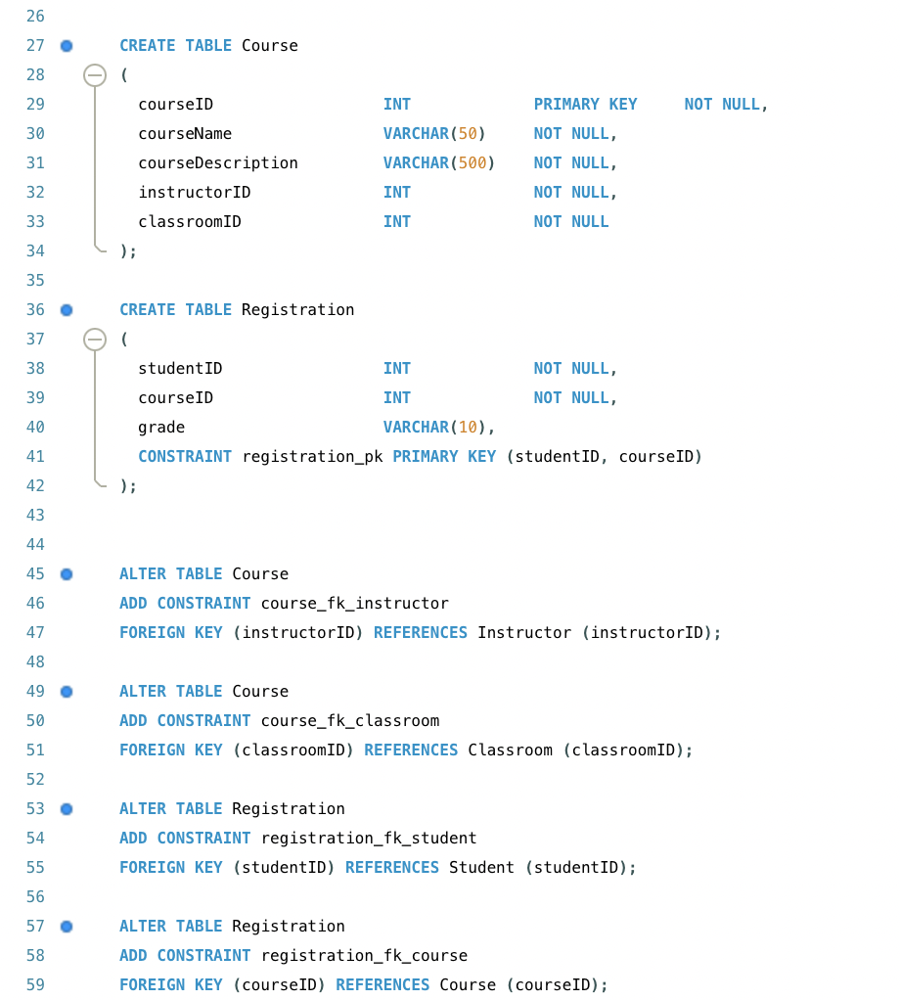 26
27 CREATE TABLE Course
28 (
29 courseID INT PRIMARY KEY NOT NULL,
30 courseName VARCHAR(50) NOT NULL,
31 courseDescription VARCHAR(500) NOT NULL,
32 instructorID INT NOT NULL,
33 classroomID INT NOT NULL
34 );
35
36 CREATE TABLE Registration
37 (
38 studentID INT NOT NULL,
39 courseID INT NOT NULL,
40 grade VARCHAR(10),
41 CONSTRAINT registration_pk PRIMARY KEY (studentID, courseID)
42 );
43
44
45 ALTER TABLE Course
46 ADD CONSTRAINT course_fk_instructor
47 FOREIGN KEY (instructorID) REFERENCES Instructor (instructorID);
48
49 ALTER TABLE Course
50 ADD CONSTRAINT course_fk_classroom
51 FOREIGN KEY (classroomID) REFERENCES Classroom (classroomID);
52
53 ALTER TABLE Registration
54 ADD CONSTRAINT registration_fk_student
55 FOREIGN KEY (studentID) REFERENCES Student (studentID);
56
57 ALTER TABLE Registration
58 ADD CONSTRAINT registration_fk_course
59 FOREIGN KEY (courseID) REFERENCES Course (courseID);